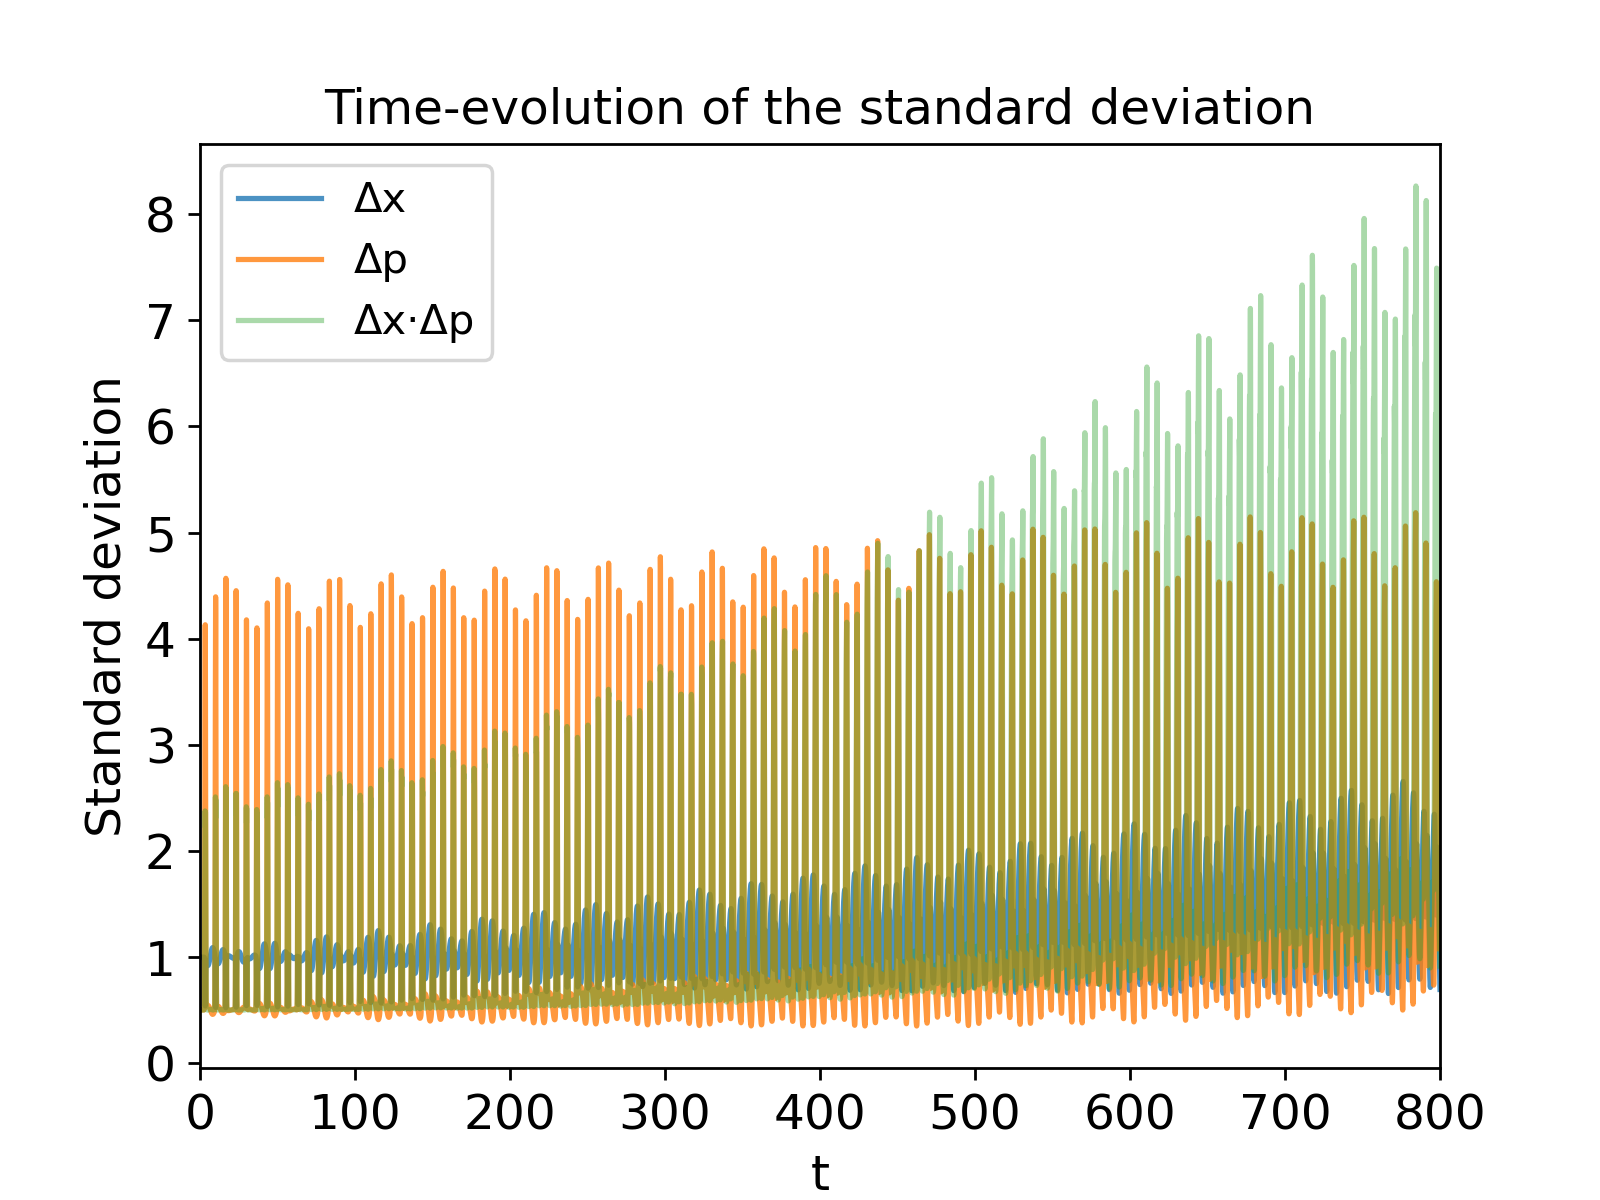 Time-evolution of the standard deviation
Δx
Δp
Δx·Δp
Standard deviation
8
7
6
5
4
3
2
1
0
0 100 200 300 400 500 600 700 800
t